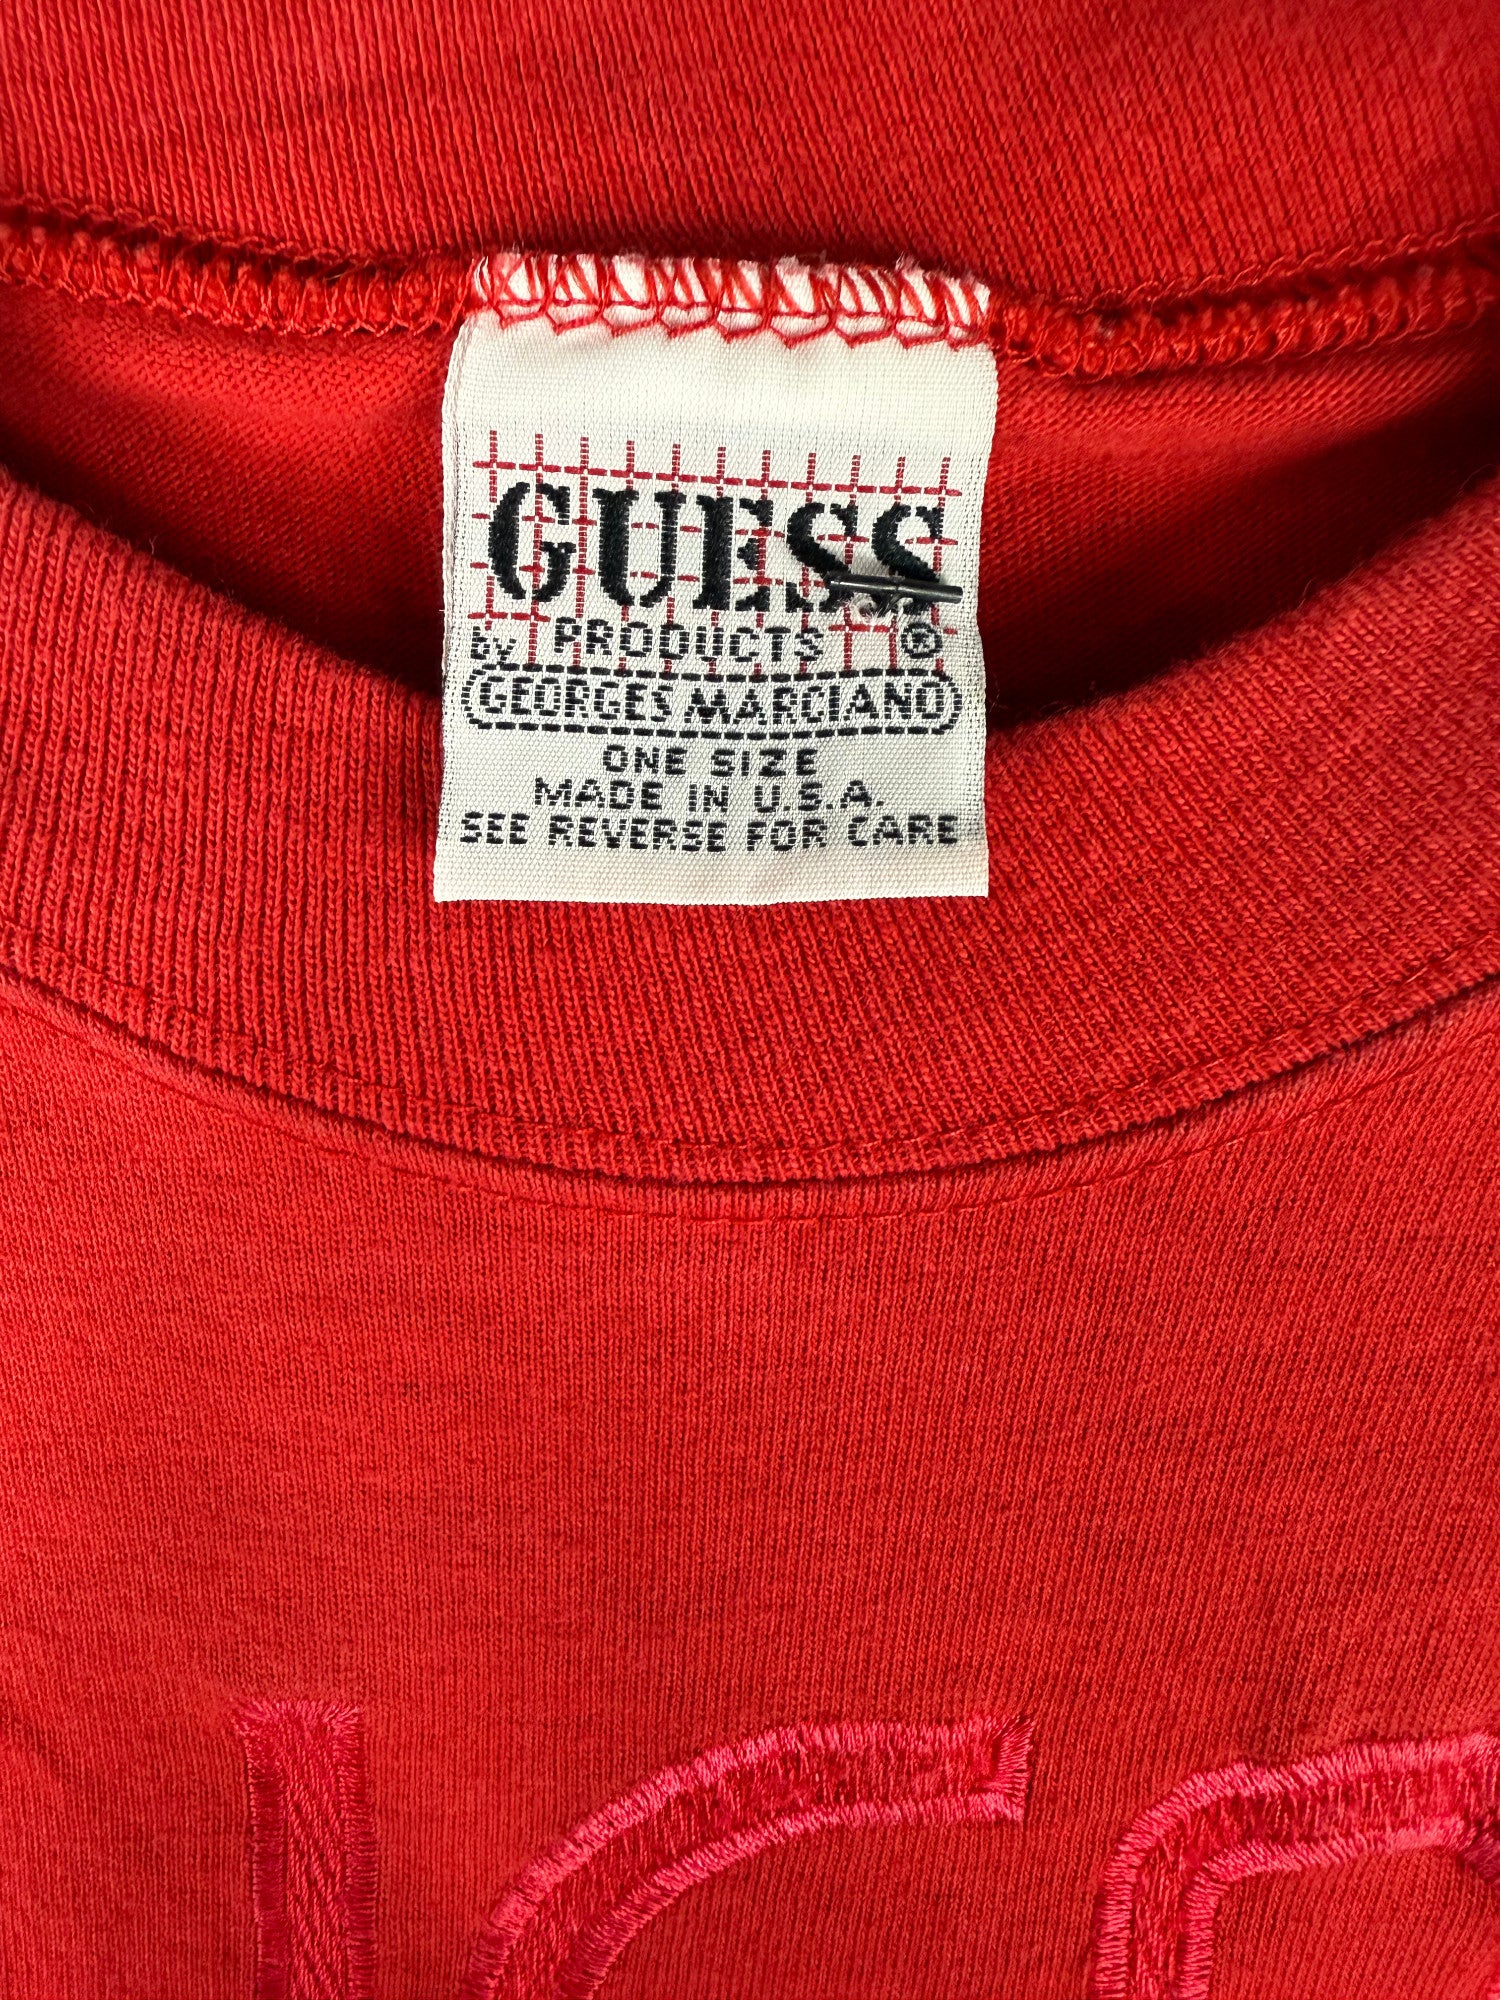 GUESS
by PRODUCTS ®
GEORGES MARCIANO
ONE SIZE
MADE IN U.S.A.
SEE REVERSE FOR CARE